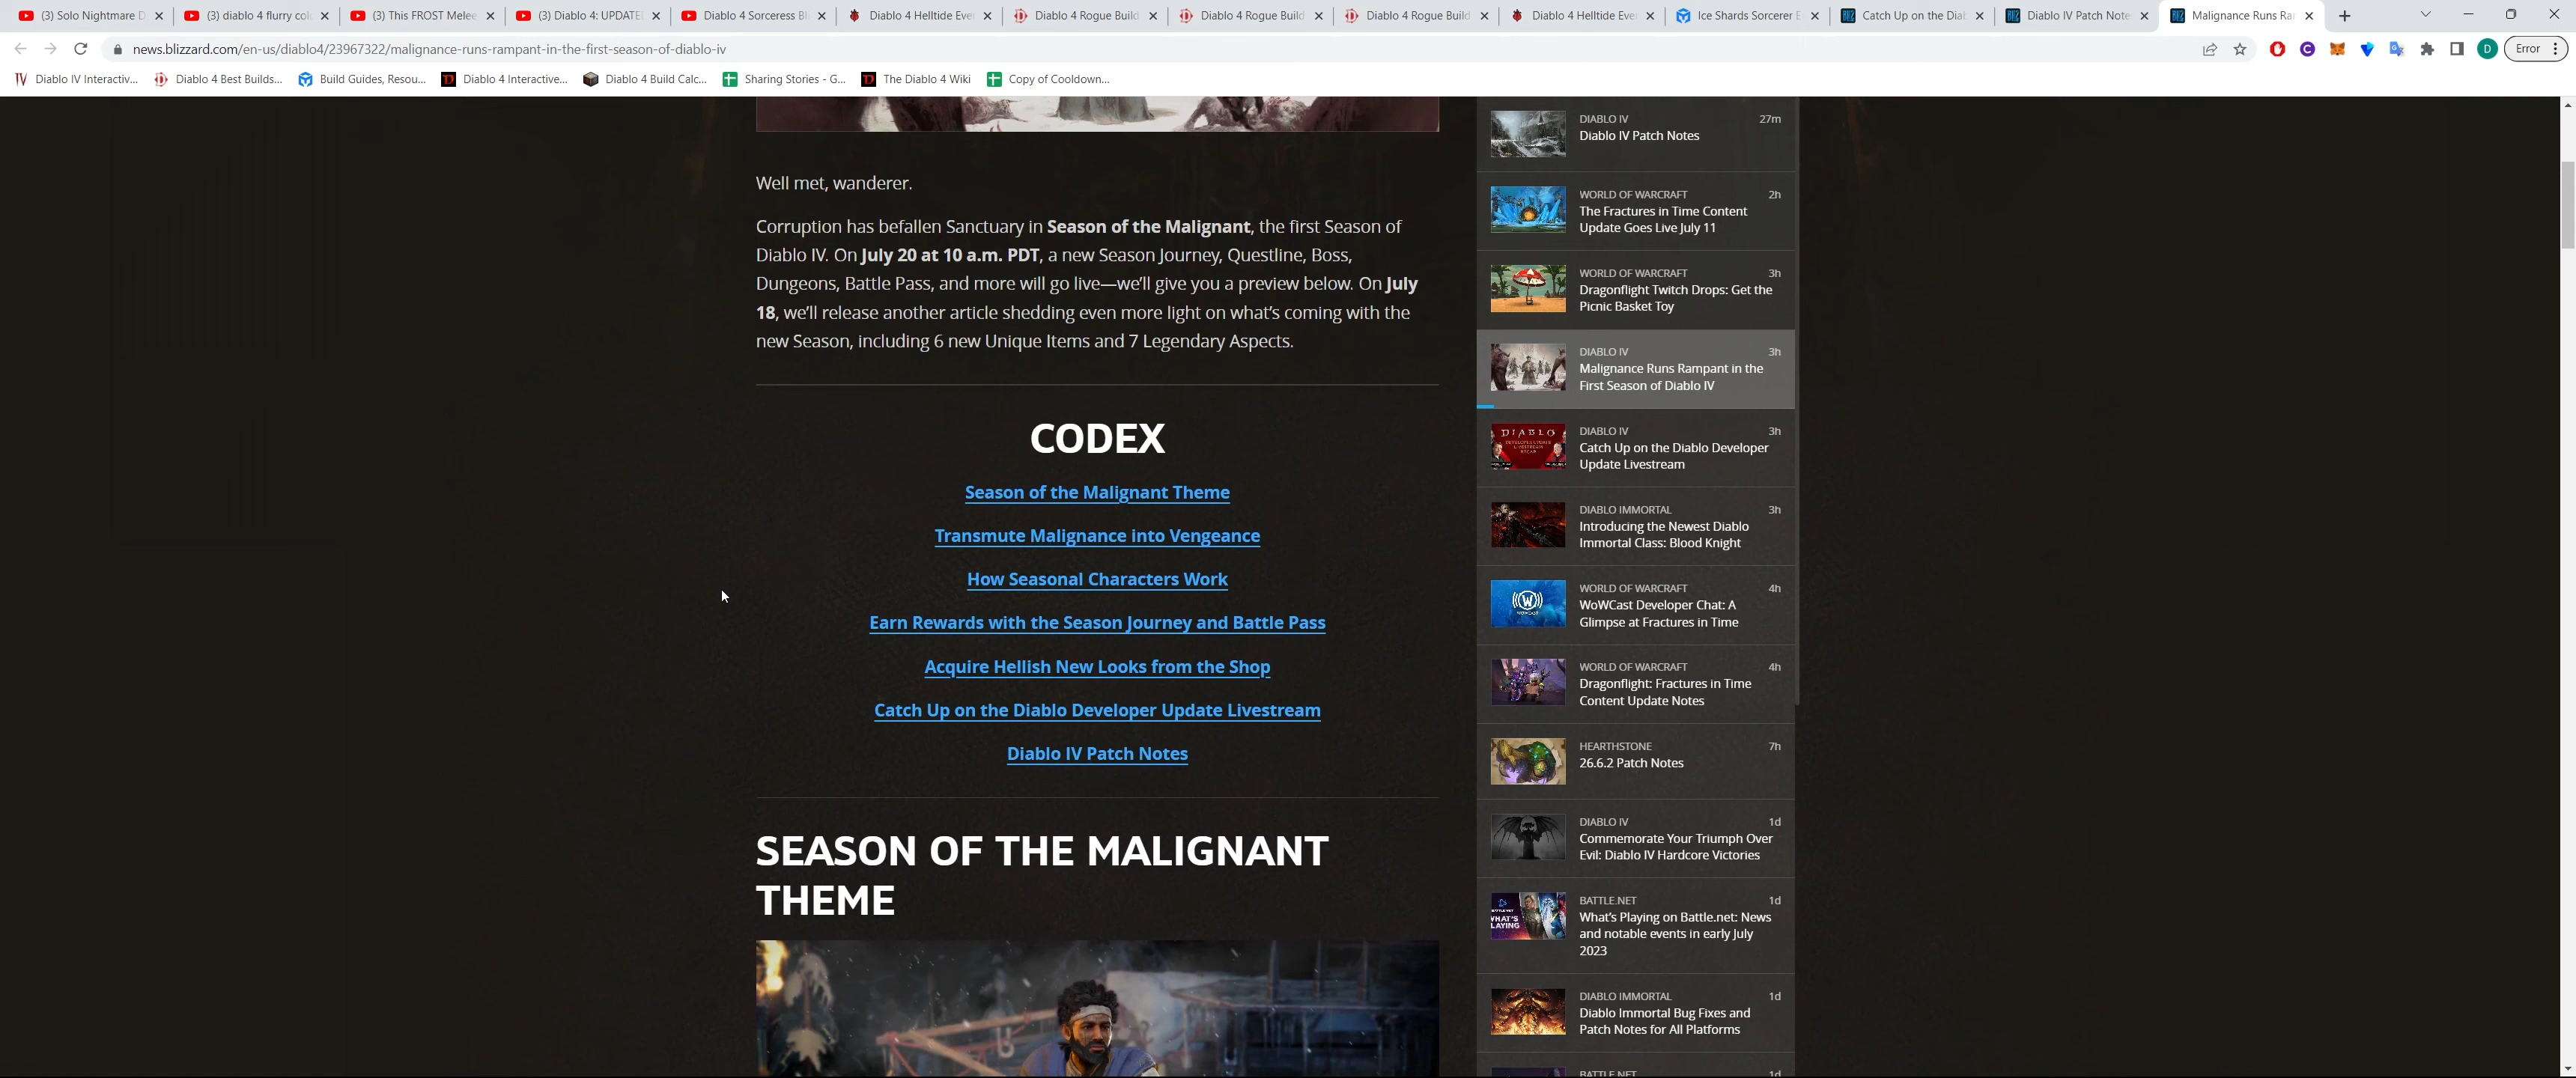 (3) Solo Nightmare D
(3) diablo 4 flurry col
(3) This FROST Melee
(3) Diablo 4: UPDATE
Diablo 4 Sorceress Bl
Diablo 4 Helltide Eve
Diablo 4 Rogue Build
Diablo 4 Rogue Build
Diablo 4 Rogue Build
Diablo 4 Helltide Eve
Ice Shards Sorcerer E
Catch Up on the Dia
Diablo IV Patch Note
Malignance Runs Ra
news.blizzard.com/en-us/diablo4/23967322/malignance-runs-rampant-in-the-first-season-of-diablo-iv
D
Error
Diablo IV Interactiv...
Diablo 4 Best Builds...
Build Guides, Resou...
Diablo 4 Interactive...
Diablo 4 Build Calc...
Sharing Stories - G...
The Diablo 4 Wiki
Copy of Cooldown...
Well met, wanderer.
Corruption has befallen Sanctuary in Season of the Malignant, the first Season of
Diablo IV. On July 20 at 10 a.m. PDT, a new Season Journey, Questline, Boss,
Dungeons, Battle Pass, and more will go live—we'll give you a preview below. On July
18, we'll release another article shedding even more light on what's coming with the
new Season, including 6 new Unique Items and 7 Legendary Aspects.
CODEX
Season of the Malignant Theme
Transmute Malignance into Vengeance
How Seasonal Characters Work
Earn Rewards with the Season Journey and Battle Pass
Acquire Hellish New Looks from the Shop
Catch Up on the Diablo Developer Update Livestream
Diablo IV Patch Notes
SEASON OF THE MALIGNANT
THEME
DIABLO IV 27m
Diablo IV Patch Notes
WORLD OF WARCRAFT 2h
The Fractures in Time Content
Update Goes Live July 11
WORLD OF WARCRAFT 3h
Dragonflight Twitch Drops: Get the
Picnic Basket Toy
DIABLO IV 3h
Malignance Runs Rampant in the
First Season of Diablo IV
DIABLO
DIABLO IV 3h
Catch Up on the Diablo Developer
Update Livestream
DIABLO IMMORTAL 3h
Introducing the Newest Diablo
Immortal Class: Blood Knight
WORLD OF WARCRAFT 4h
WoWCast Developer Chat: A
Glimpse at Fractures in Time
WORLD OF WARCRAFT 4h
Dragonflight: Fractures in Time
Content Update Notes
HEARTHSTONE 7h
26.6.2 Patch Notes
DIABLO IV 1d
Commemorate Your Triumph Over
Evil: Diablo IV Hardcore Victories
BATTLE.NET 1d
What's Playing on Battle.net: News
and notable events in early July
2023
DIABLO IMMORTAL 1d
Diablo Immortal Bug Fixes and
Patch Notes for All Platforms
BATTLE.NET 1d